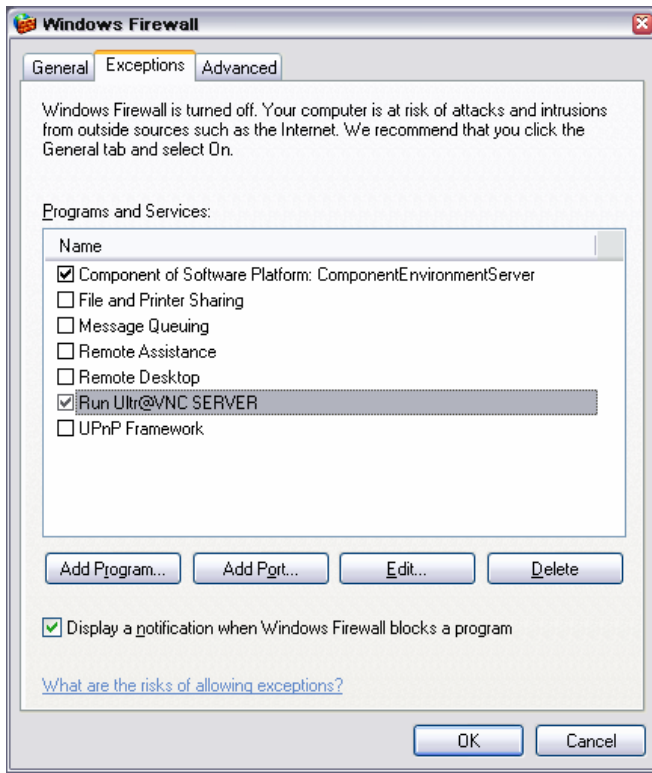 Windows Firewall
General Exceptions Advanced
Windows Firewall is turned off. Your computer is at risk of attacks and intrusions
from outside sources such as the Internet. We recommend that you click the
General tab and select On.
Programs and Services:
Name
Component of Software Platform: ComponentEnvironmentServer
File and Printer Sharing
Message Queuing
Remote Assistance
Remote Desktop
Run Ultr@VNC SERVER
UPnP Framework
Add Program... Add Port... Edit... Delete
Display a notification when Windows Firewall blocks a program
What are the risks of allowing exceptions?
OK Cancel